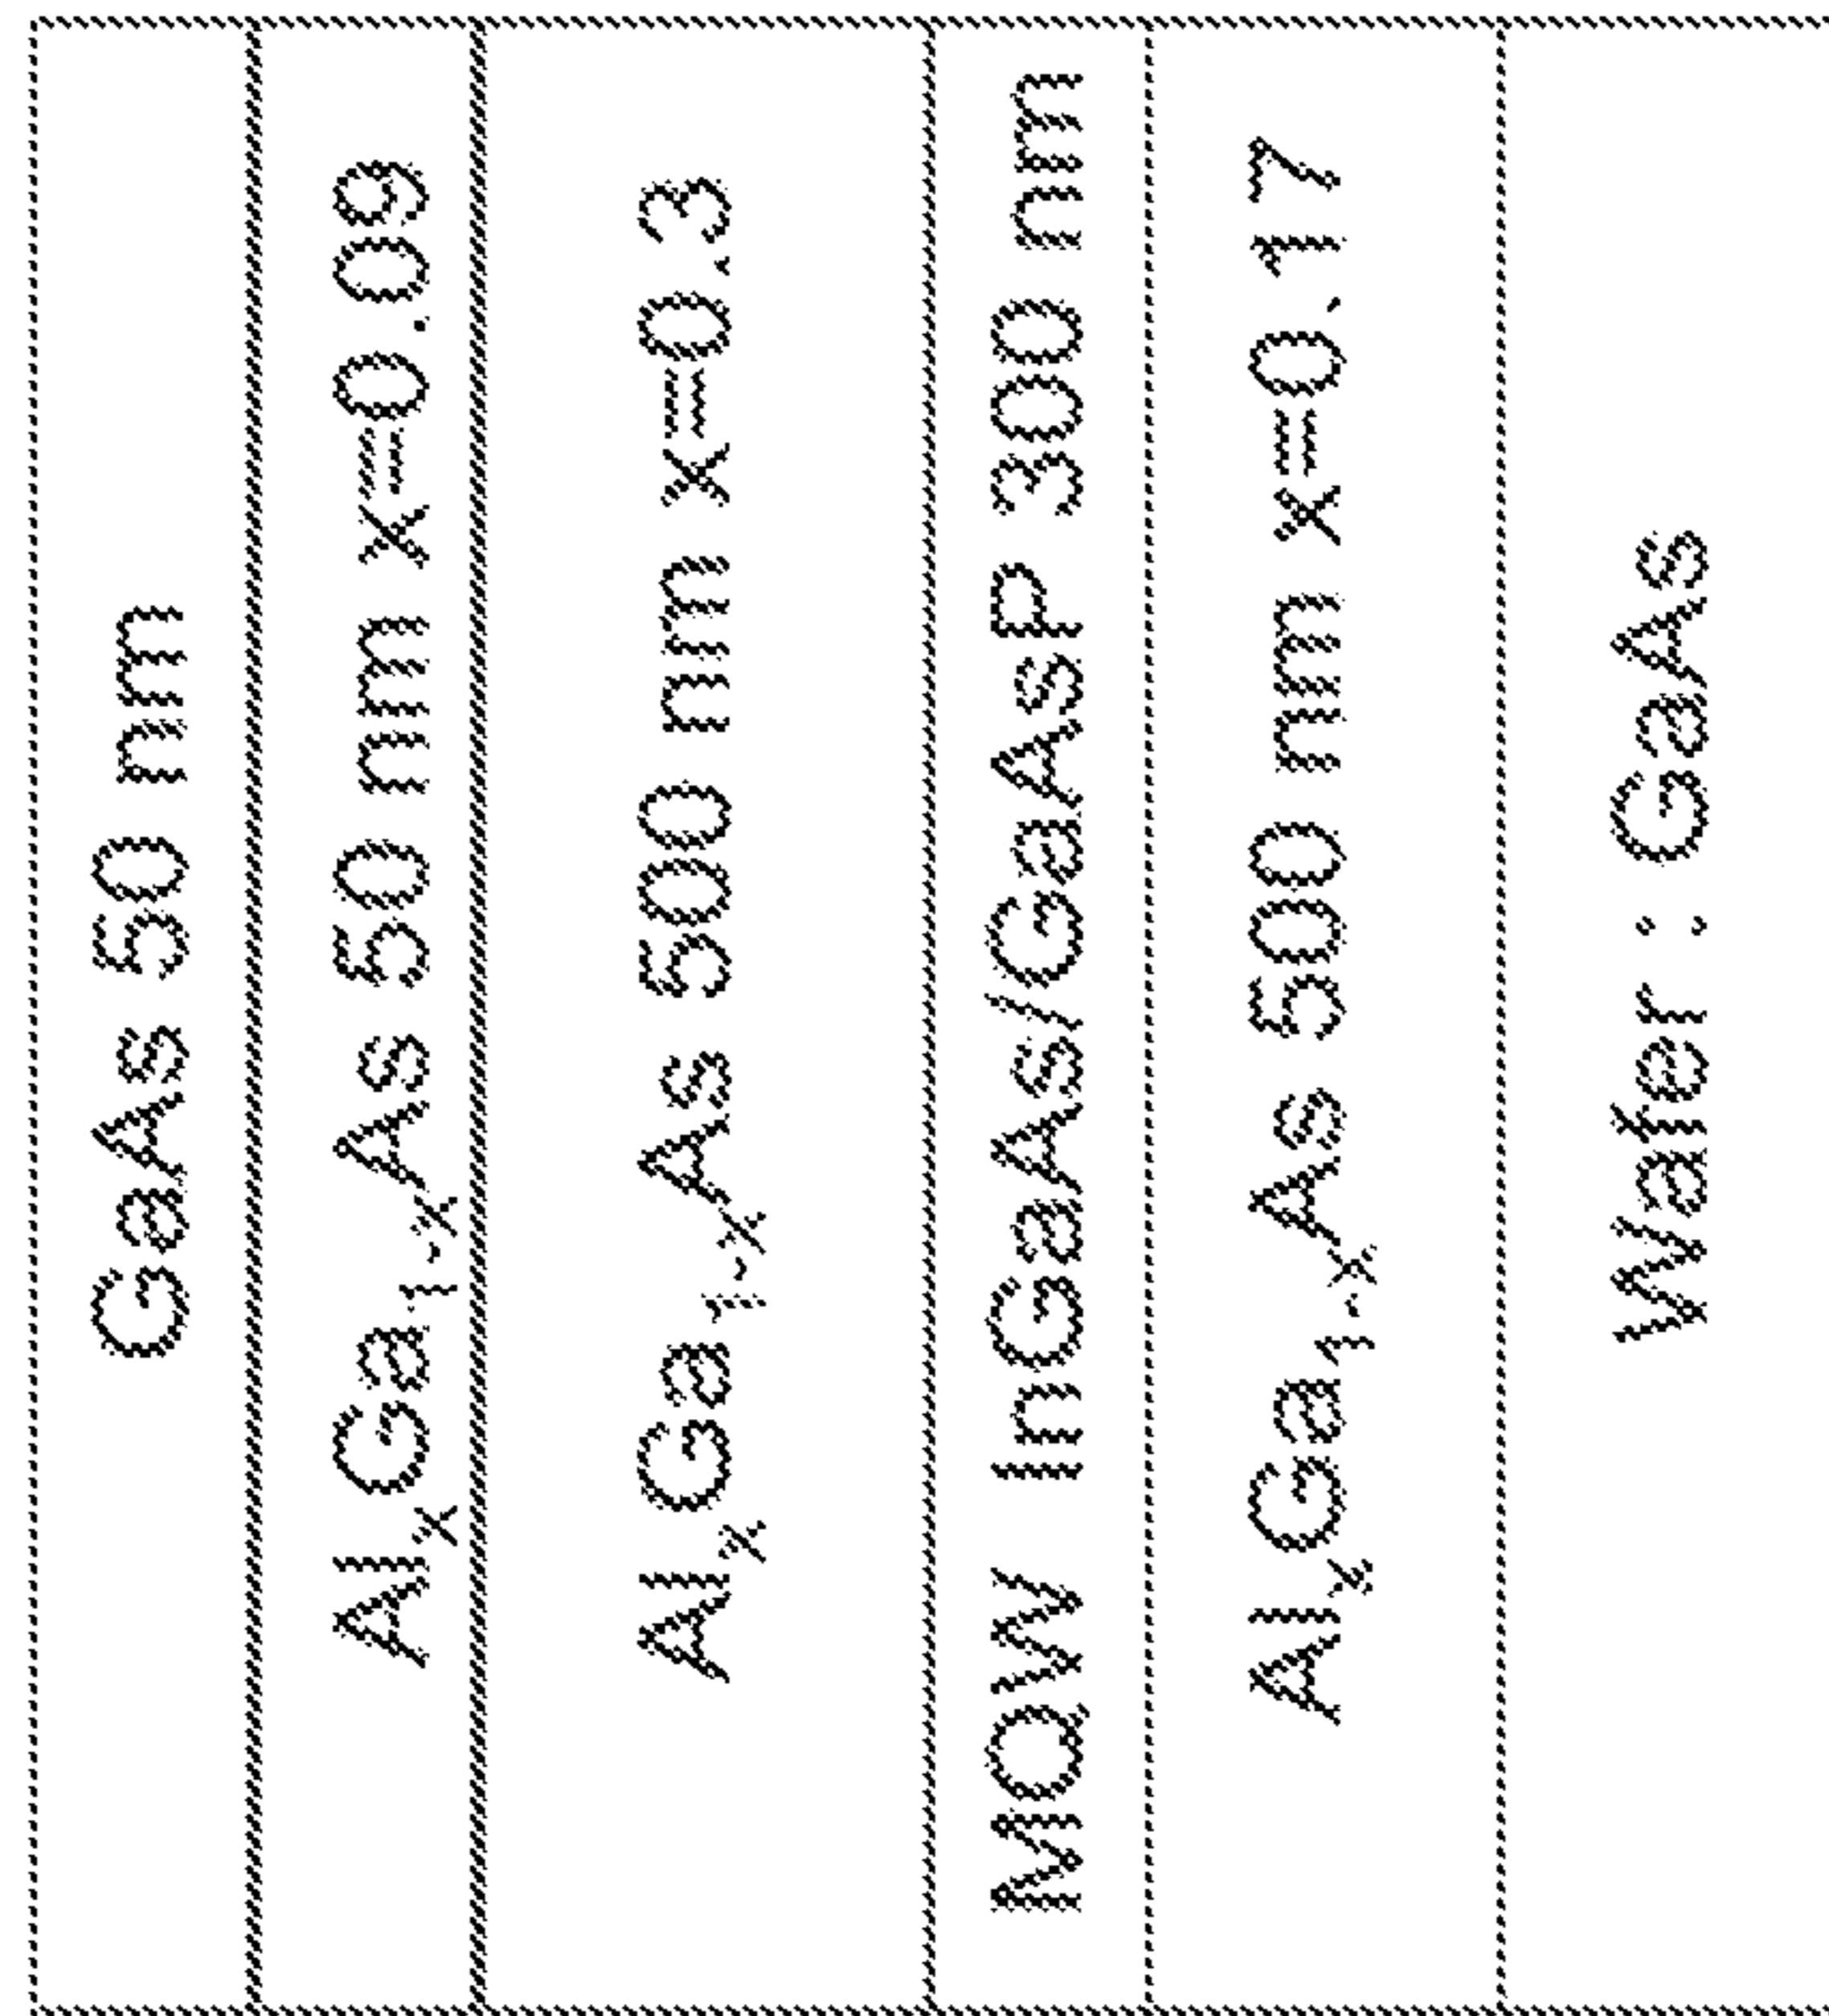 GaAs 50 nm
AlₓGa₁₋ₓAs 50 nm x=0.09
AlₓGa₁₋ₓAs 500 nm x=0.3
MQW InGaAs/GaAsP 300 nm
AlₓGa₁₋ₓAs 500 nm x=0.17
Wafer : GaAs